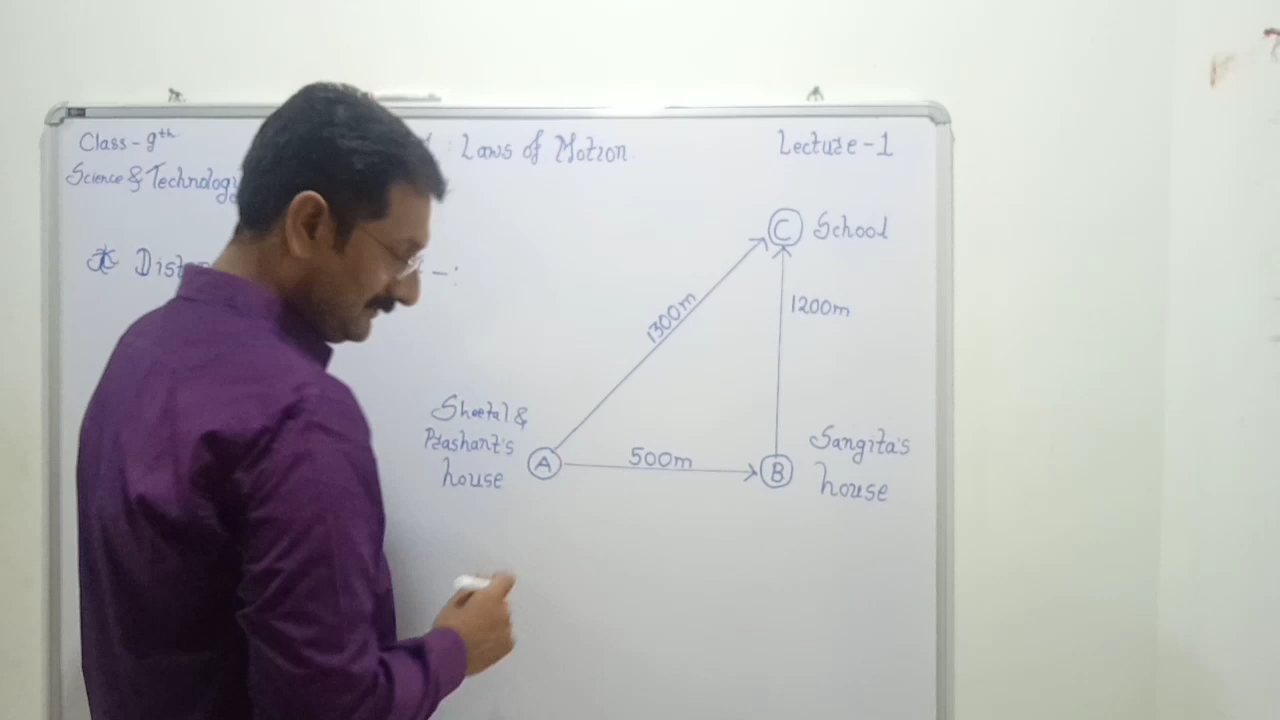 Class - 9th
: Laws of Motion
Lecture - 1
Science & Technology
C School
* Dist
-:
1300m
1200m
Sheetal &
Prashant's
house
A
500m
B
Sangita's
house